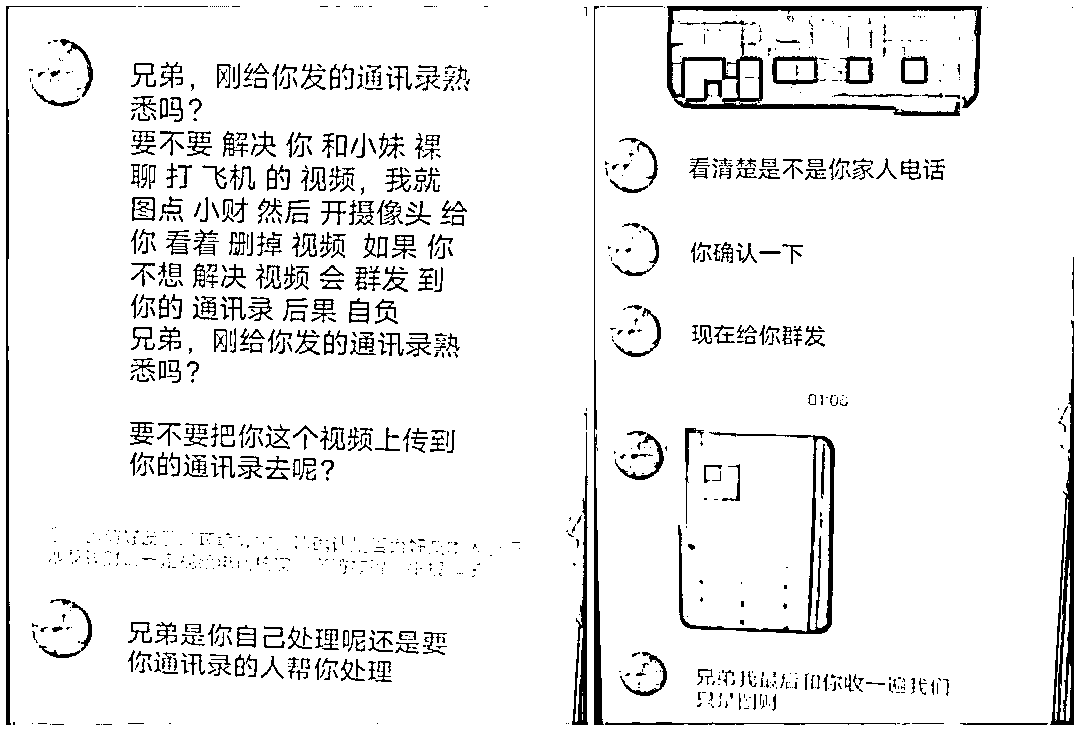 兄弟，刚给你发的通讯录熟
悉吗？
要不要 解决 你 和小妹 裸
聊 打 飞机 的 视频，我就
图点 小财 然后 开摄像头 给
你 看着 删掉 视频 如果 你
不想 解决 视频 会 群发 到
你的 通讯录 后果 自负
兄弟，刚给你发的通讯录熟
悉吗？
要不要把你这个视频上传到
你的通讯录去呢？
兄弟是你自己处理呢还是要
你通讯录的人帮你处理
看清楚是不是你家人电话
你确认一下
现在给你群发
兄弟我最后和你收一遍我们
只是图财